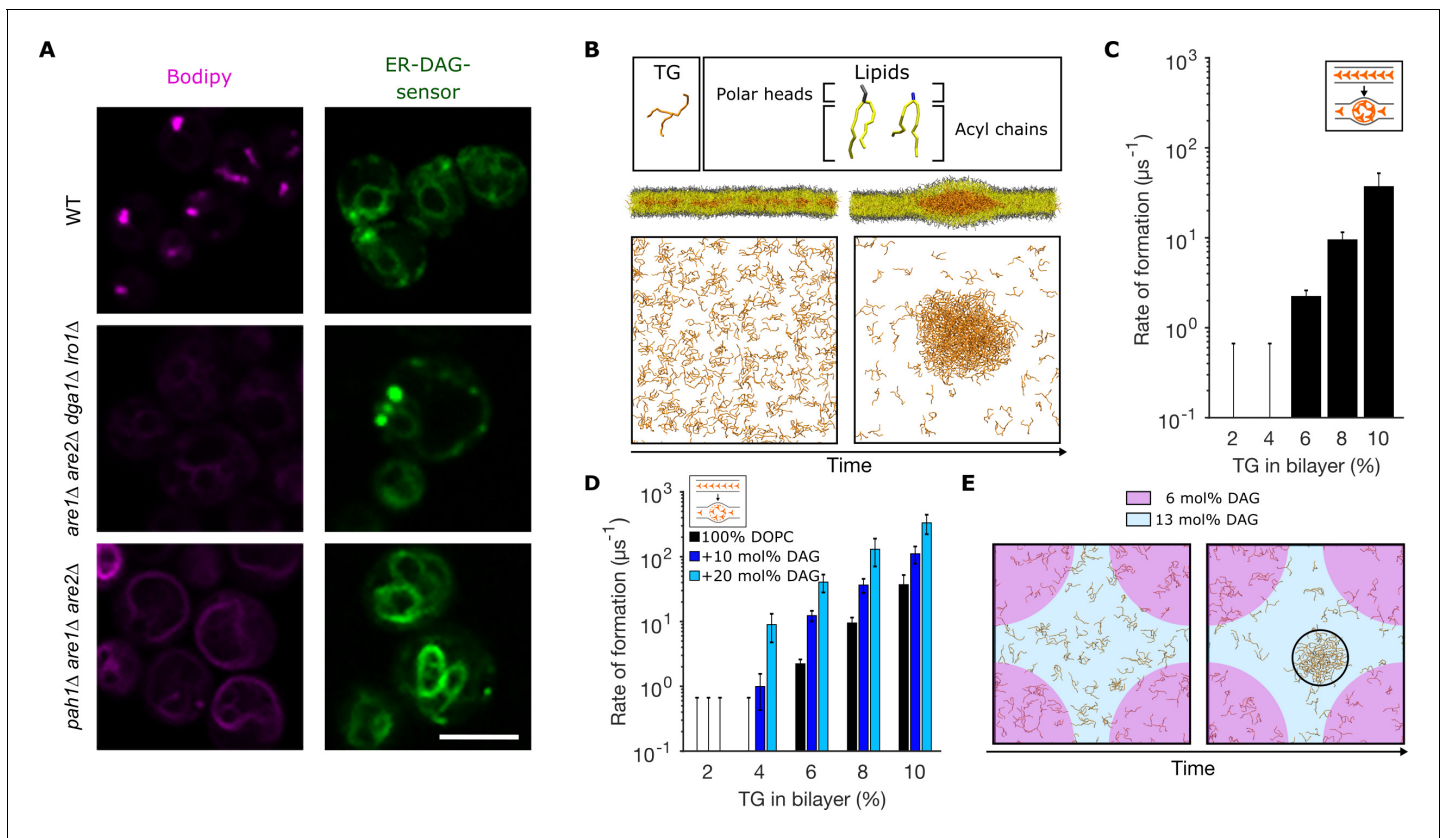 A
Bodipy
ER-DAG-
sensor
WT
are1Δ are2Δ dga1Δ lro1Δ
pah1Δ are1Δ are2Δ
B
TG
Lipids
Polar heads
Acyl chains
Time
C
Rate of formation (µs⁻¹)
10³
10²
10¹
10⁰
10⁻¹
2 4 6 8 10
TG in bilayer (%)
D
100% DOPC
+10 mol% DAG
+20 mol% DAG
Rate of formation (µs⁻¹)
10³
10²
10¹
10⁰
10⁻¹
2 4 6 8 10
TG in bilayer (%)
E
6 mol% DAG
13 mol% DAG
Time